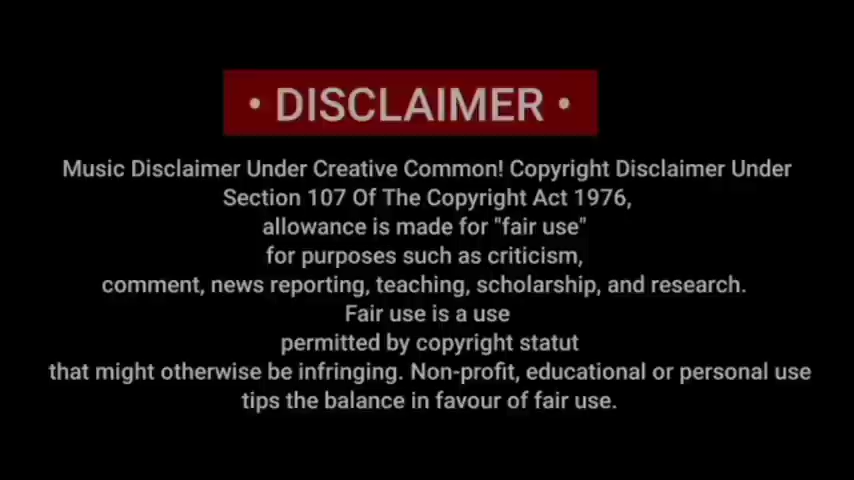 • DISCLAIMER •
Music Disclaimer Under Creative Common! Copyright Disclaimer Under
Section 107 Of The Copyright Act 1976,
allowance is made for "fair use"
for purposes such as criticism,
comment, news reporting, teaching, scholarship, and research.
Fair use is a use
permitted by copyright statut
that might otherwise be infringing. Non-profit, educational or personal use
tips the balance in favour of fair use.